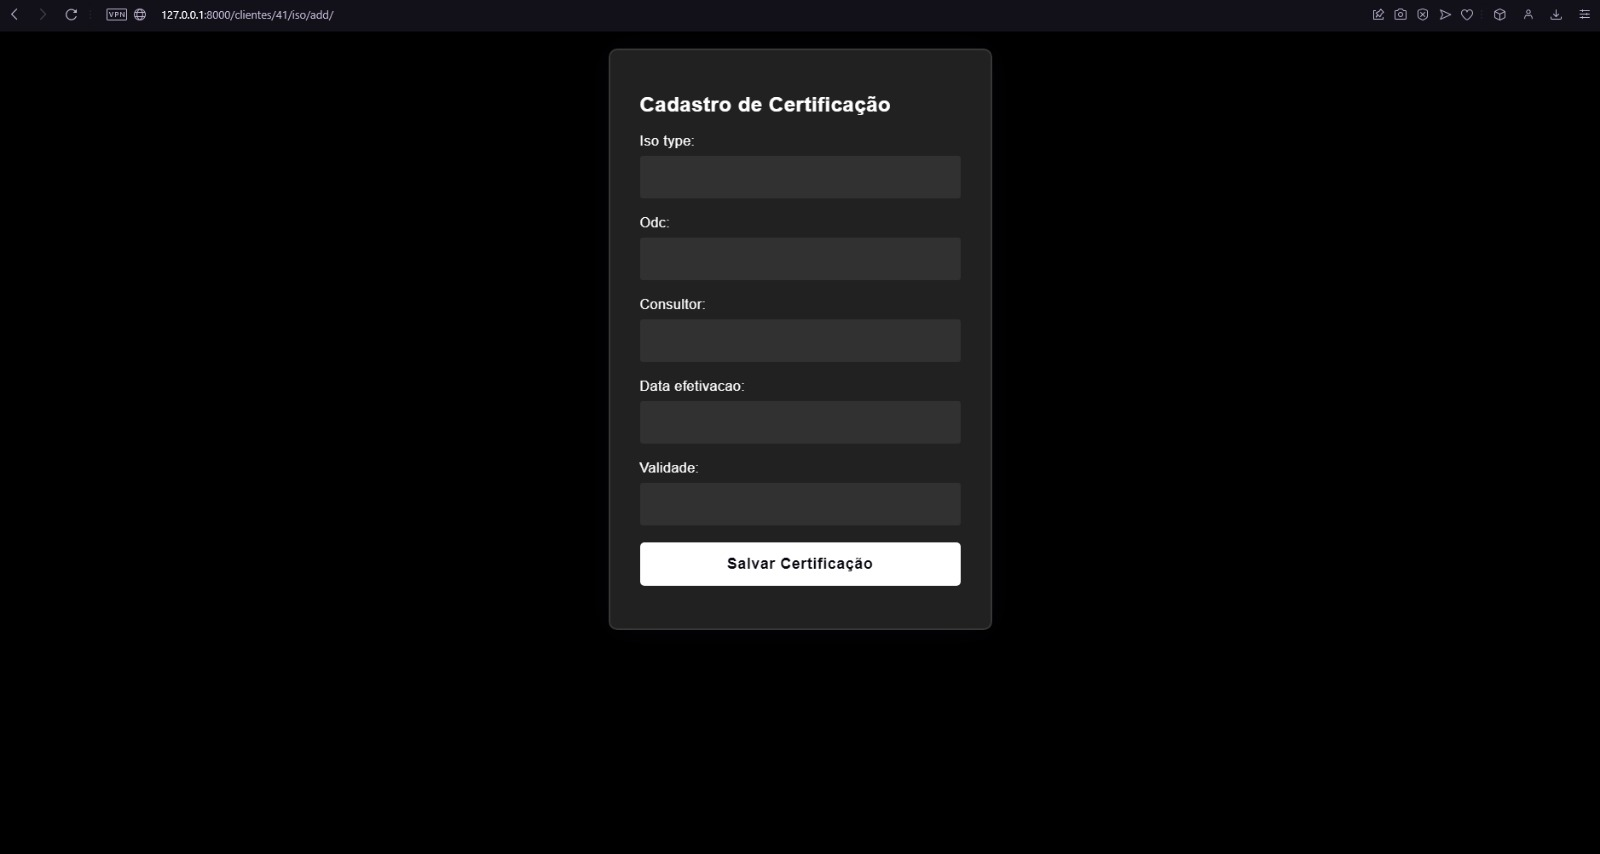 VPN
127.0.0.1:8000/clientes/41/iso/add/
Cadastro de Certificação
Iso type:
Odc:
Consultor:
Data efetivacao:
Validade:
Salvar Certificação